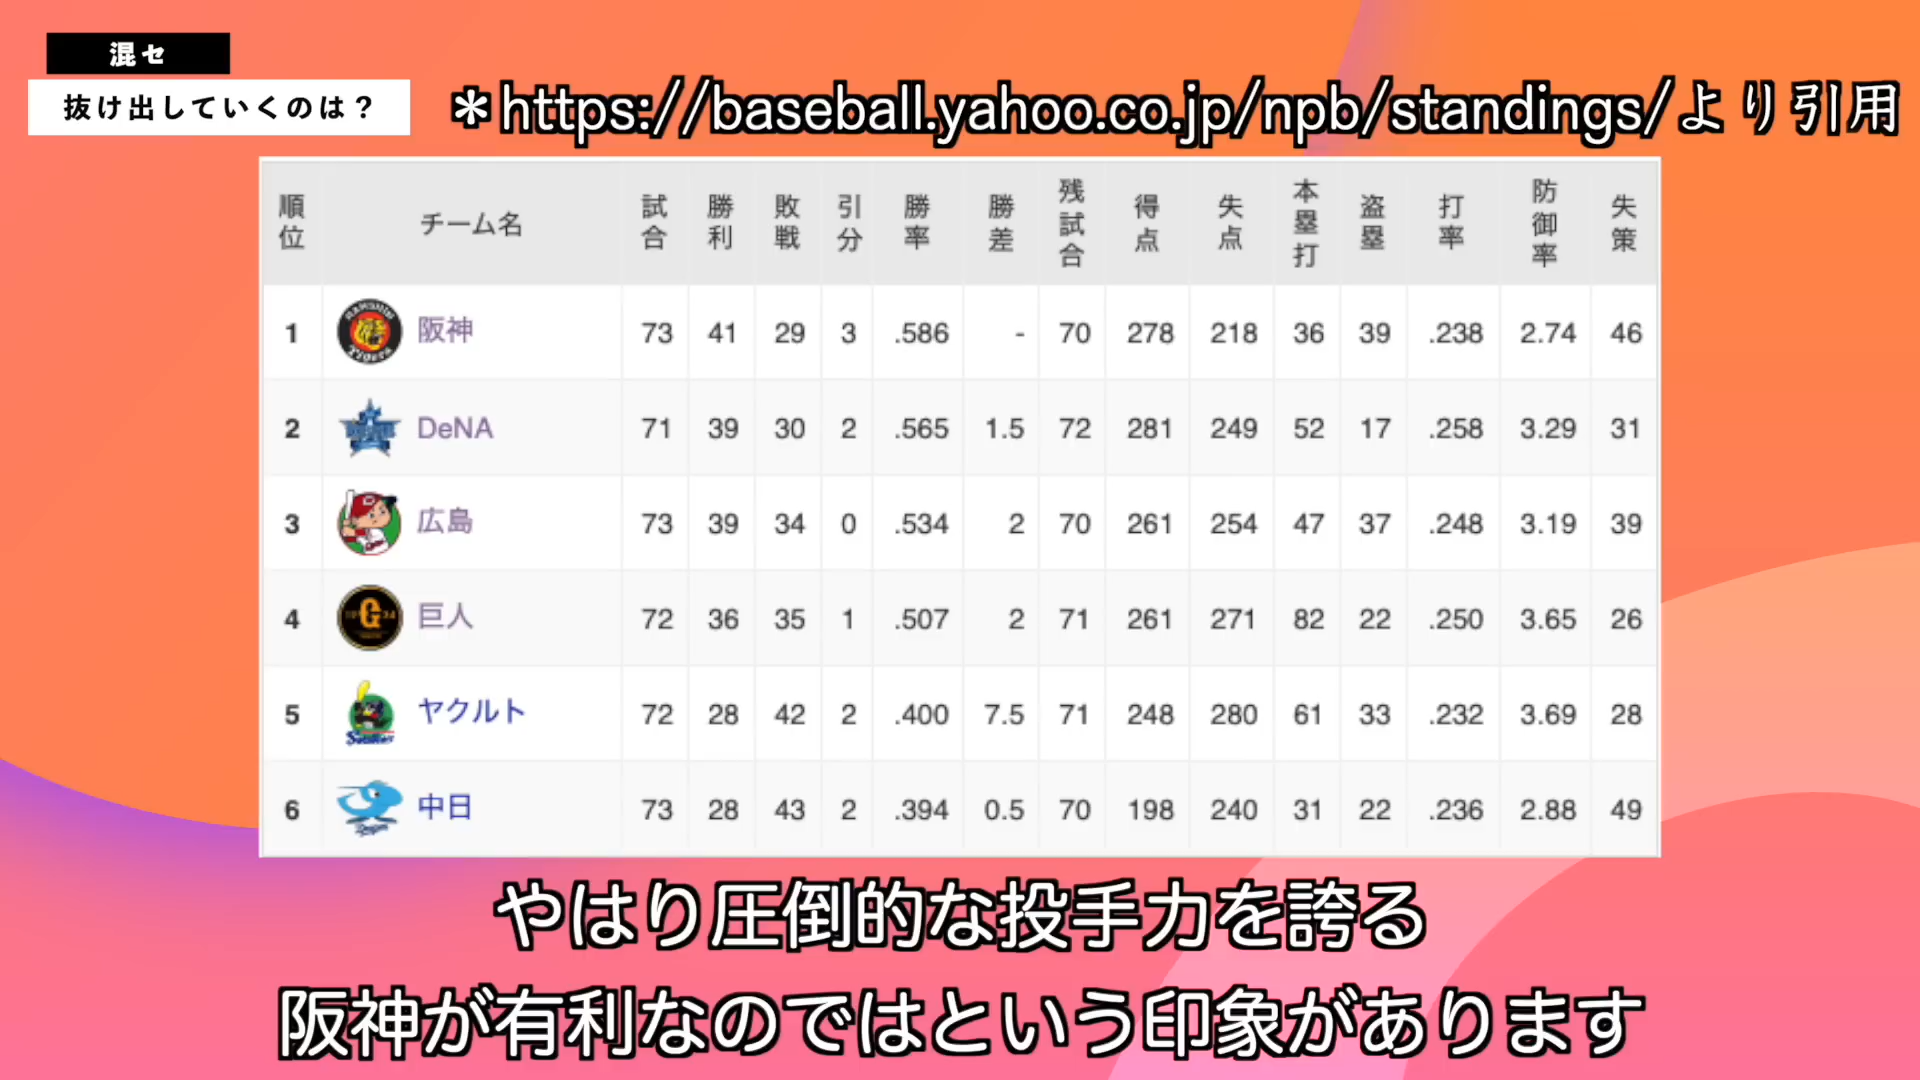 混セ
抜け出していくのは？
＊https://baseball.yahoo.co.jp/npb/standings/より引用
順位 チーム名 試合 勝利 敗戦 引分 勝率 勝差 残試合 得点 失点 本塁打 盗塁 打率 防御率 失策
1 阪神 73 41 29 3 .586 - 70 278 218 36 39 .238 2.74 46
2 DeNA 71 39 30 2 .565 1.5 72 281 249 52 17 .258 3.29 31
3 広島 73 39 34 0 .534 2 70 261 254 47 37 .248 3.19 39
4 巨人 72 36 35 1 .507 2 71 261 271 82 22 .250 3.65 26
5 ヤクルト 72 28 42 2 .400 7.5 71 248 280 61 33 .232 3.69 28
6 中日 73 28 43 2 .394 0.5 70 198 240 31 22 .236 2.88 49
やはり圧倒的な投手力を誇る
阪神が有利なのではという印象があります